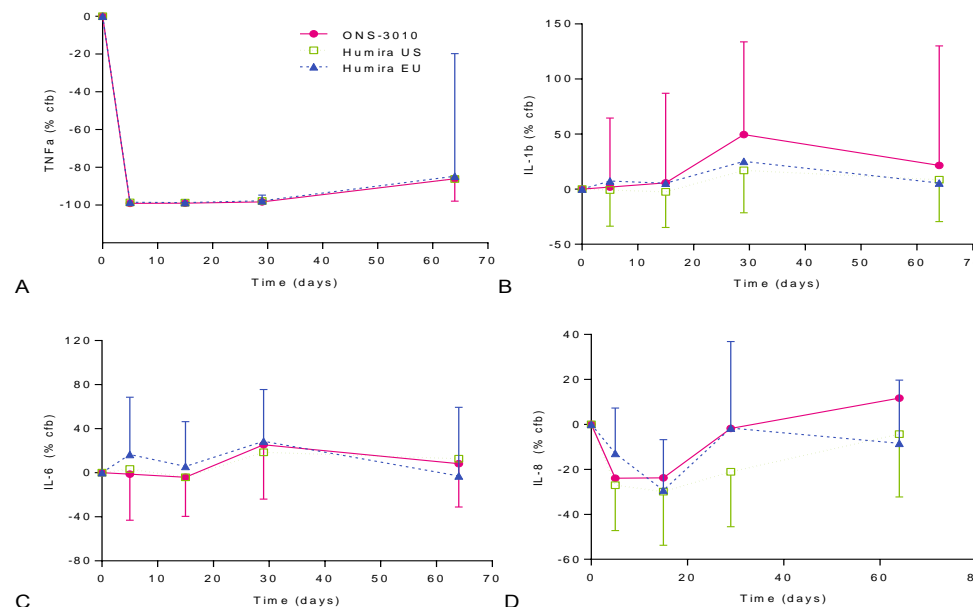 0
-20
-40
-60
-80
-100
TNFa (% cfb)
ONS-3010
Humira US
Humira EU
0 10 20 30 40 50 60 70
Time (days)
A
150
100
50
0
-50
IL-1b (% cfb)
0 10 20 30 40 50 60 70
Time (days)
B
120
80
40
0
-40
-80
IL-6 (% cfb)
0 10 20 30 40 50 60 70
Time (days)
C
40
20
0
-20
-40
-60
IL-8 (% cfb)
0 20 40 60
Time (days)
D